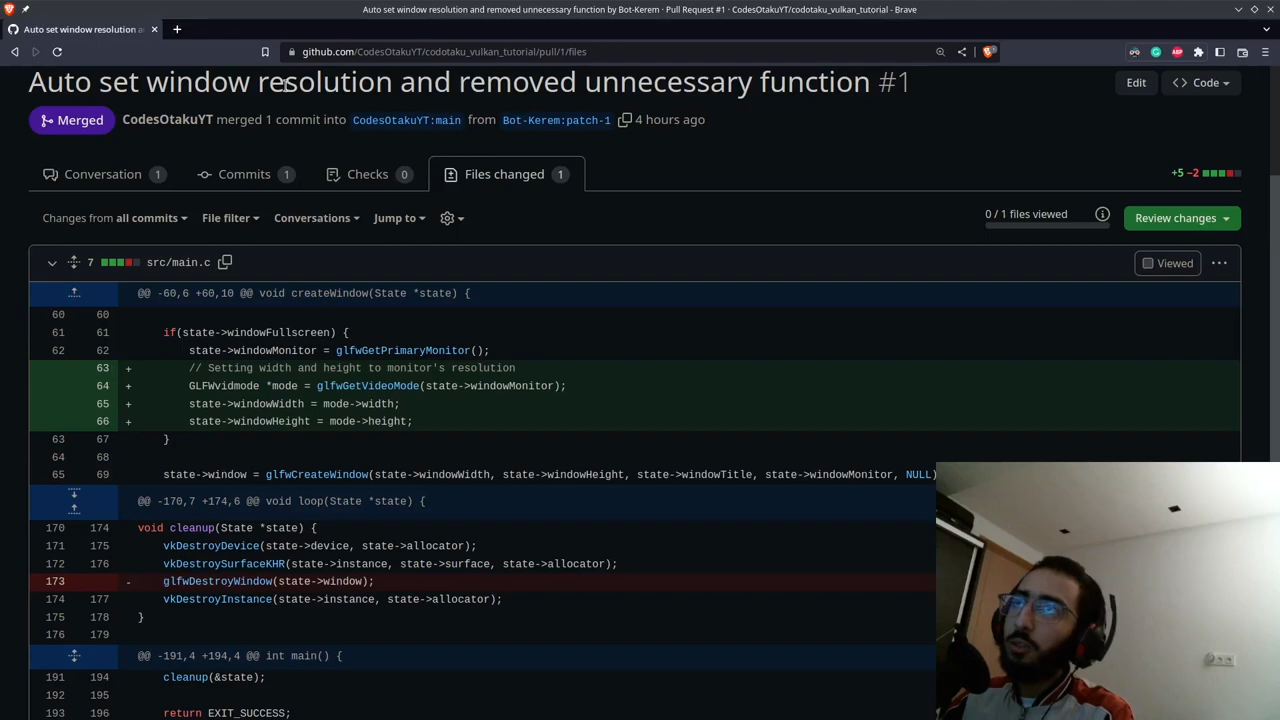 Auto set window resolution and removed unnecessary function by Bot-Kerem · Pull Request #1 · CodesOtakuYT/codotaku_vulkan_tutorial - Brave
Auto set window resolution a
github.com/CodesOtakuYT/codotaku_vulkan_tutorial/pull/1/files
Auto set window resolution and removed unnecessary function #1
Edit
Code
Merged
CodesOtakuYT merged 1 commit into CodesOtakuYT:main from Bot-Kerem:patch-1 4 hours ago
Conversation 1
Commits 1
Checks 0
Files changed 1
+5 −2
Changes from all commits
File filter
Conversations
Jump to
0 / 1 files viewed
Review changes
7 src/main.c
Viewed
@@ -60,6 +60,10 @@ void createWindow(State *state) {
60 60
61 61 if(state->windowFullscreen) {
62 62 state->windowMonitor = glfwGetPrimaryMonitor();
63 + // Setting width and height to monitor's resolution
64 + GLFWvidmode *mode = glfwGetVideoMode(state->windowMonitor);
65 + state->windowWidth = mode->width;
66 + state->windowHeight = mode->height;
63 67 }
64 68
65 69 state->window = glfwCreateWindow(state->windowWidth, state->windowHeight, state->windowTitle, state->windowMonitor, NULL)
@@ -170,7 +174,6 @@ void loop(State *state) {
170 174 void cleanup(State *state) {
171 175 vkDestroyDevice(state->device, state->allocator);
172 176 vkDestroySurfaceKHR(state->instance, state->surface, state->allocator);
173 - glfwDestroyWindow(state->window);
174 177 vkDestroyInstance(state->instance, state->allocator);
175 178 }
176 179
@@ -191,4 +194,4 @@ int main() {
191 194 cleanup(&state);
192 195
193 196 return EXIT_SUCCESS;